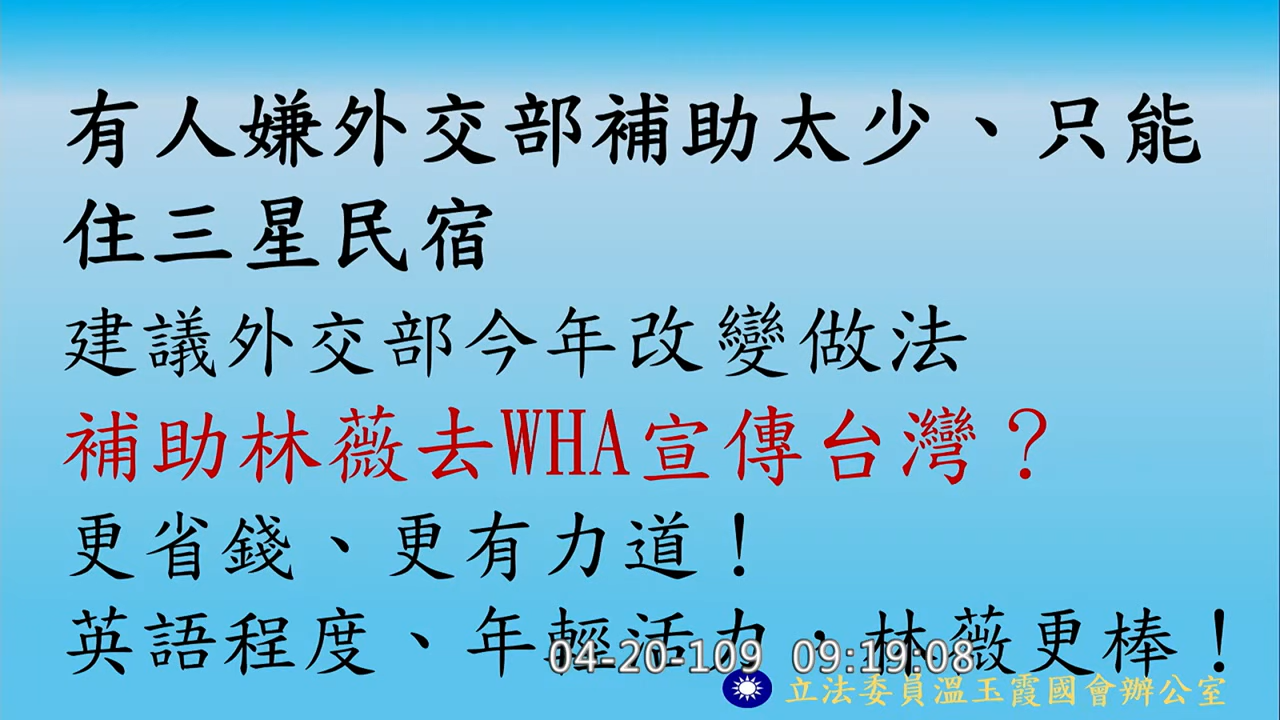 有人嫌外交部補助太少、只能
住三星民宿
建議外交部今年改變做法
補助林薇去WHA宣傳台灣？
更省錢、更有力道！
英語程度、年輕活力，林薇更棒！
04-20-109 09:19:08
立法委員溫玉霞國會辦公室